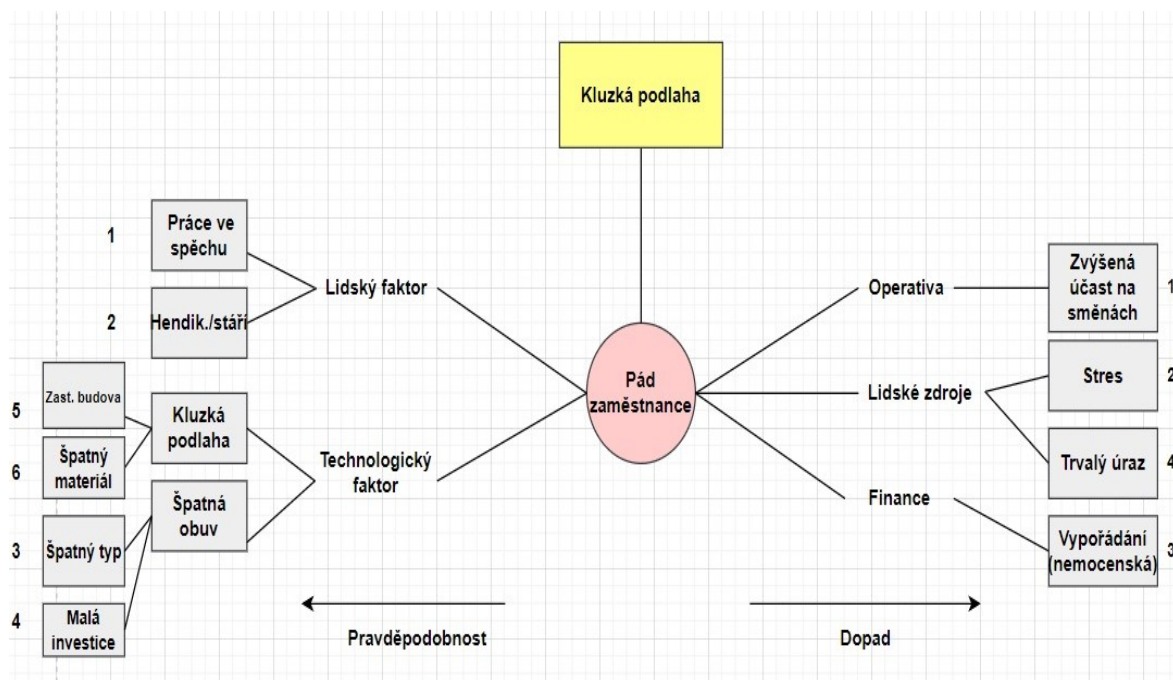 Kluzká podlaha
1
Práce ve
spěchu
2
Hendik./stáří
Lidský faktor
5
Zast. budova
6
Špatný
materiál
Kluzká
podlaha
3
Špatný typ
4
Malá
investice
Špatná
obuv
Technologický
faktor
Pád
zaměstnance
Operativa
Zvýšená
účast na
směnách
1
Lidské zdroje
Stres
2
Trvalý úraz
4
Finance
Vypořádání
(nemocenská)
3
Pravděpodobnost
Dopad